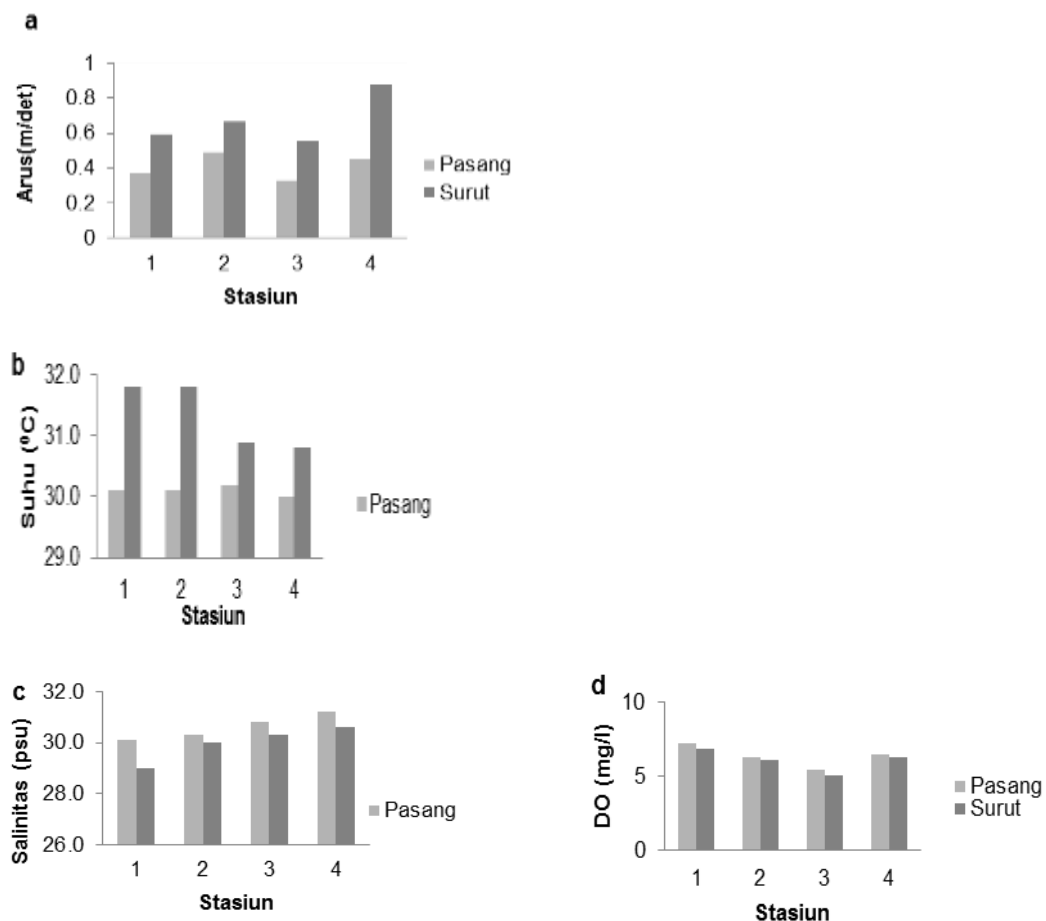 a
Arus(m/det)
1
0.8
0.6
0.4
0.2
0
1 2 3 4
Stasiun
Pasang
Surut
b
Suhu (⁰C)
32.0
31.0
30.0
29.0
1 2 3 4
Stasiun
Pasang
c
Salinitas (psu)
32.0
30.0
28.0
26.0
1 2 3 4
Stasiun
Pasang
d
DO (mg/l)
10
5
0
1 2 3 4
Stasiun
Pasang
Surut